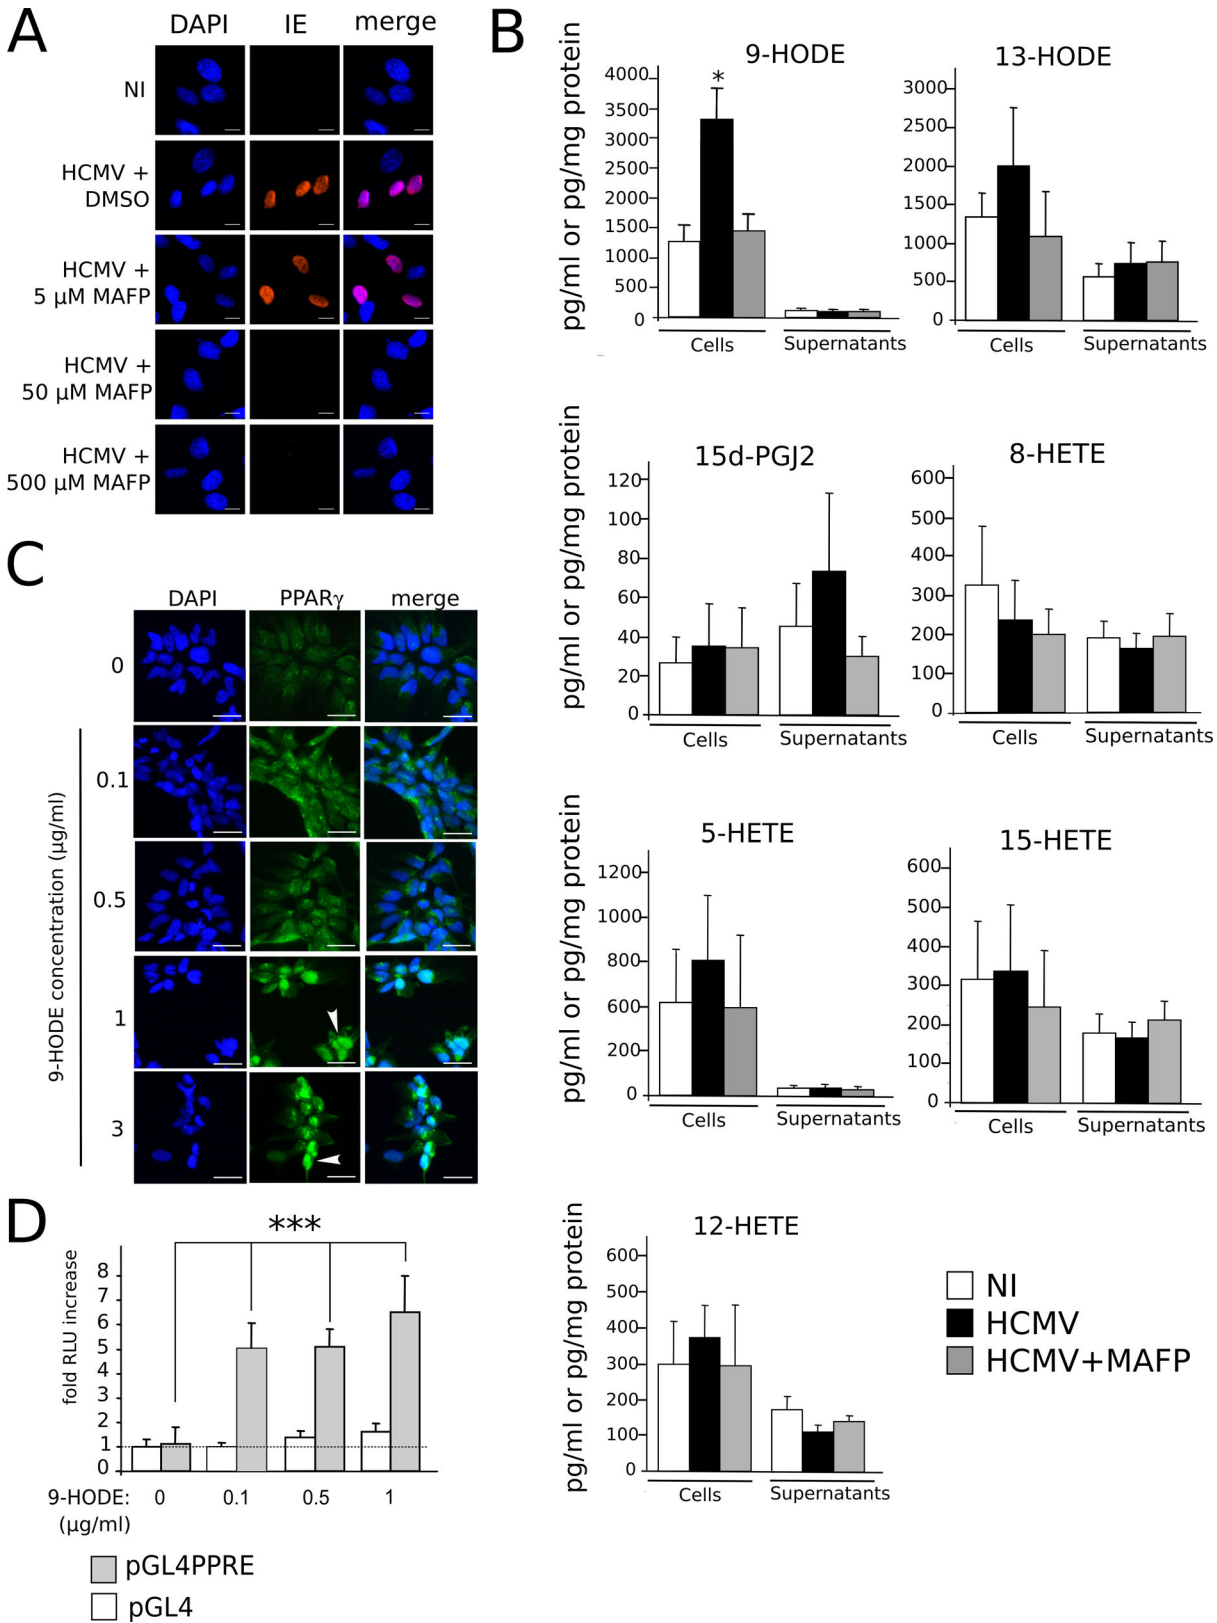 A
DAPI IE merge
NI
HCMV +
DMSO
HCMV +
5 µM MAFP
HCMV +
50 µM MAFP
HCMV +
500 µM MAFP
B
9-HODE
pg/ml or pg/mg protein
4000
3500
3000
2500
2000
1500
1000
500
0
*
Cells Supernatants
13-HODE
3000
2500
2000
1500
1000
500
0
Cells Supernatants
15d-PGJ2
pg/ml or pg/mg protein
120
100
80
60
40
20
0
Cells Supernatants
8-HETE
600
500
400
300
200
100
0
Cells Supernatants
5-HETE
pg/ml or pg/mg protein
1200
1000
800
600
200
0
Cells Supernatants
15-HETE
600
500
400
300
200
100
0
Cells Supernatants
12-HETE
pg/ml or pg/mg protein
600
500
400
300
200
100
0
Cells Supernatants
NI
HCMV
HCMV+MAFP
C
DAPI PPARγ merge
9-HODE concentration (µg/ml)
0
0.1
0.5
1
3
D
***
fold RLU increase
8
7
6
5
4
3
2
1
0
9-HODE: 0 0.1 0.5 1
(µg/ml)
pGL4PPRE
pGL4